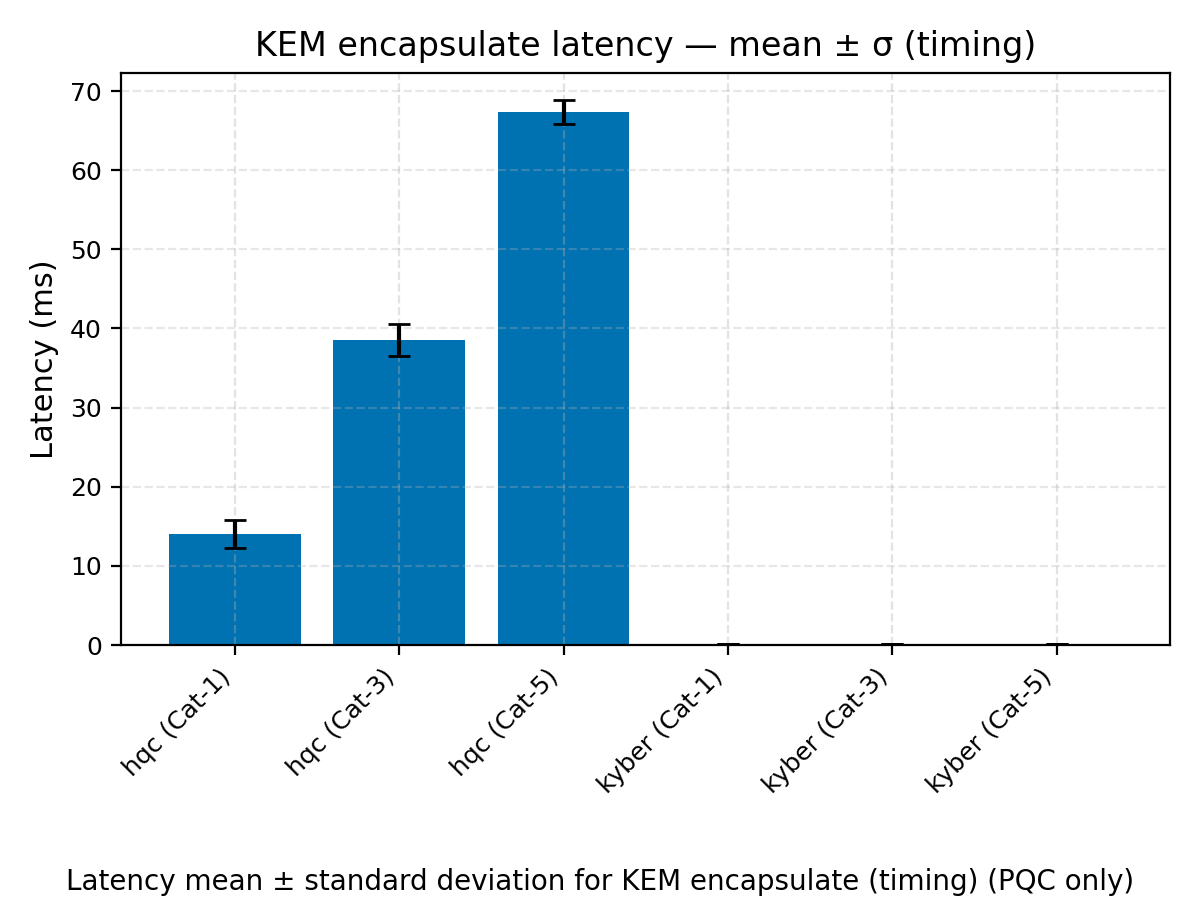 KEM encapsulate latency — mean ± σ (timing)
Latency (ms)
70
60
50
40
30
20
10
0
hqc (Cat-1)
hqc (Cat-3)
hqc (Cat-5)
kyber (Cat-1)
kyber (Cat-3)
kyber (Cat-5)
Latency mean ± standard deviation for KEM encapsulate (timing) (PQC only)